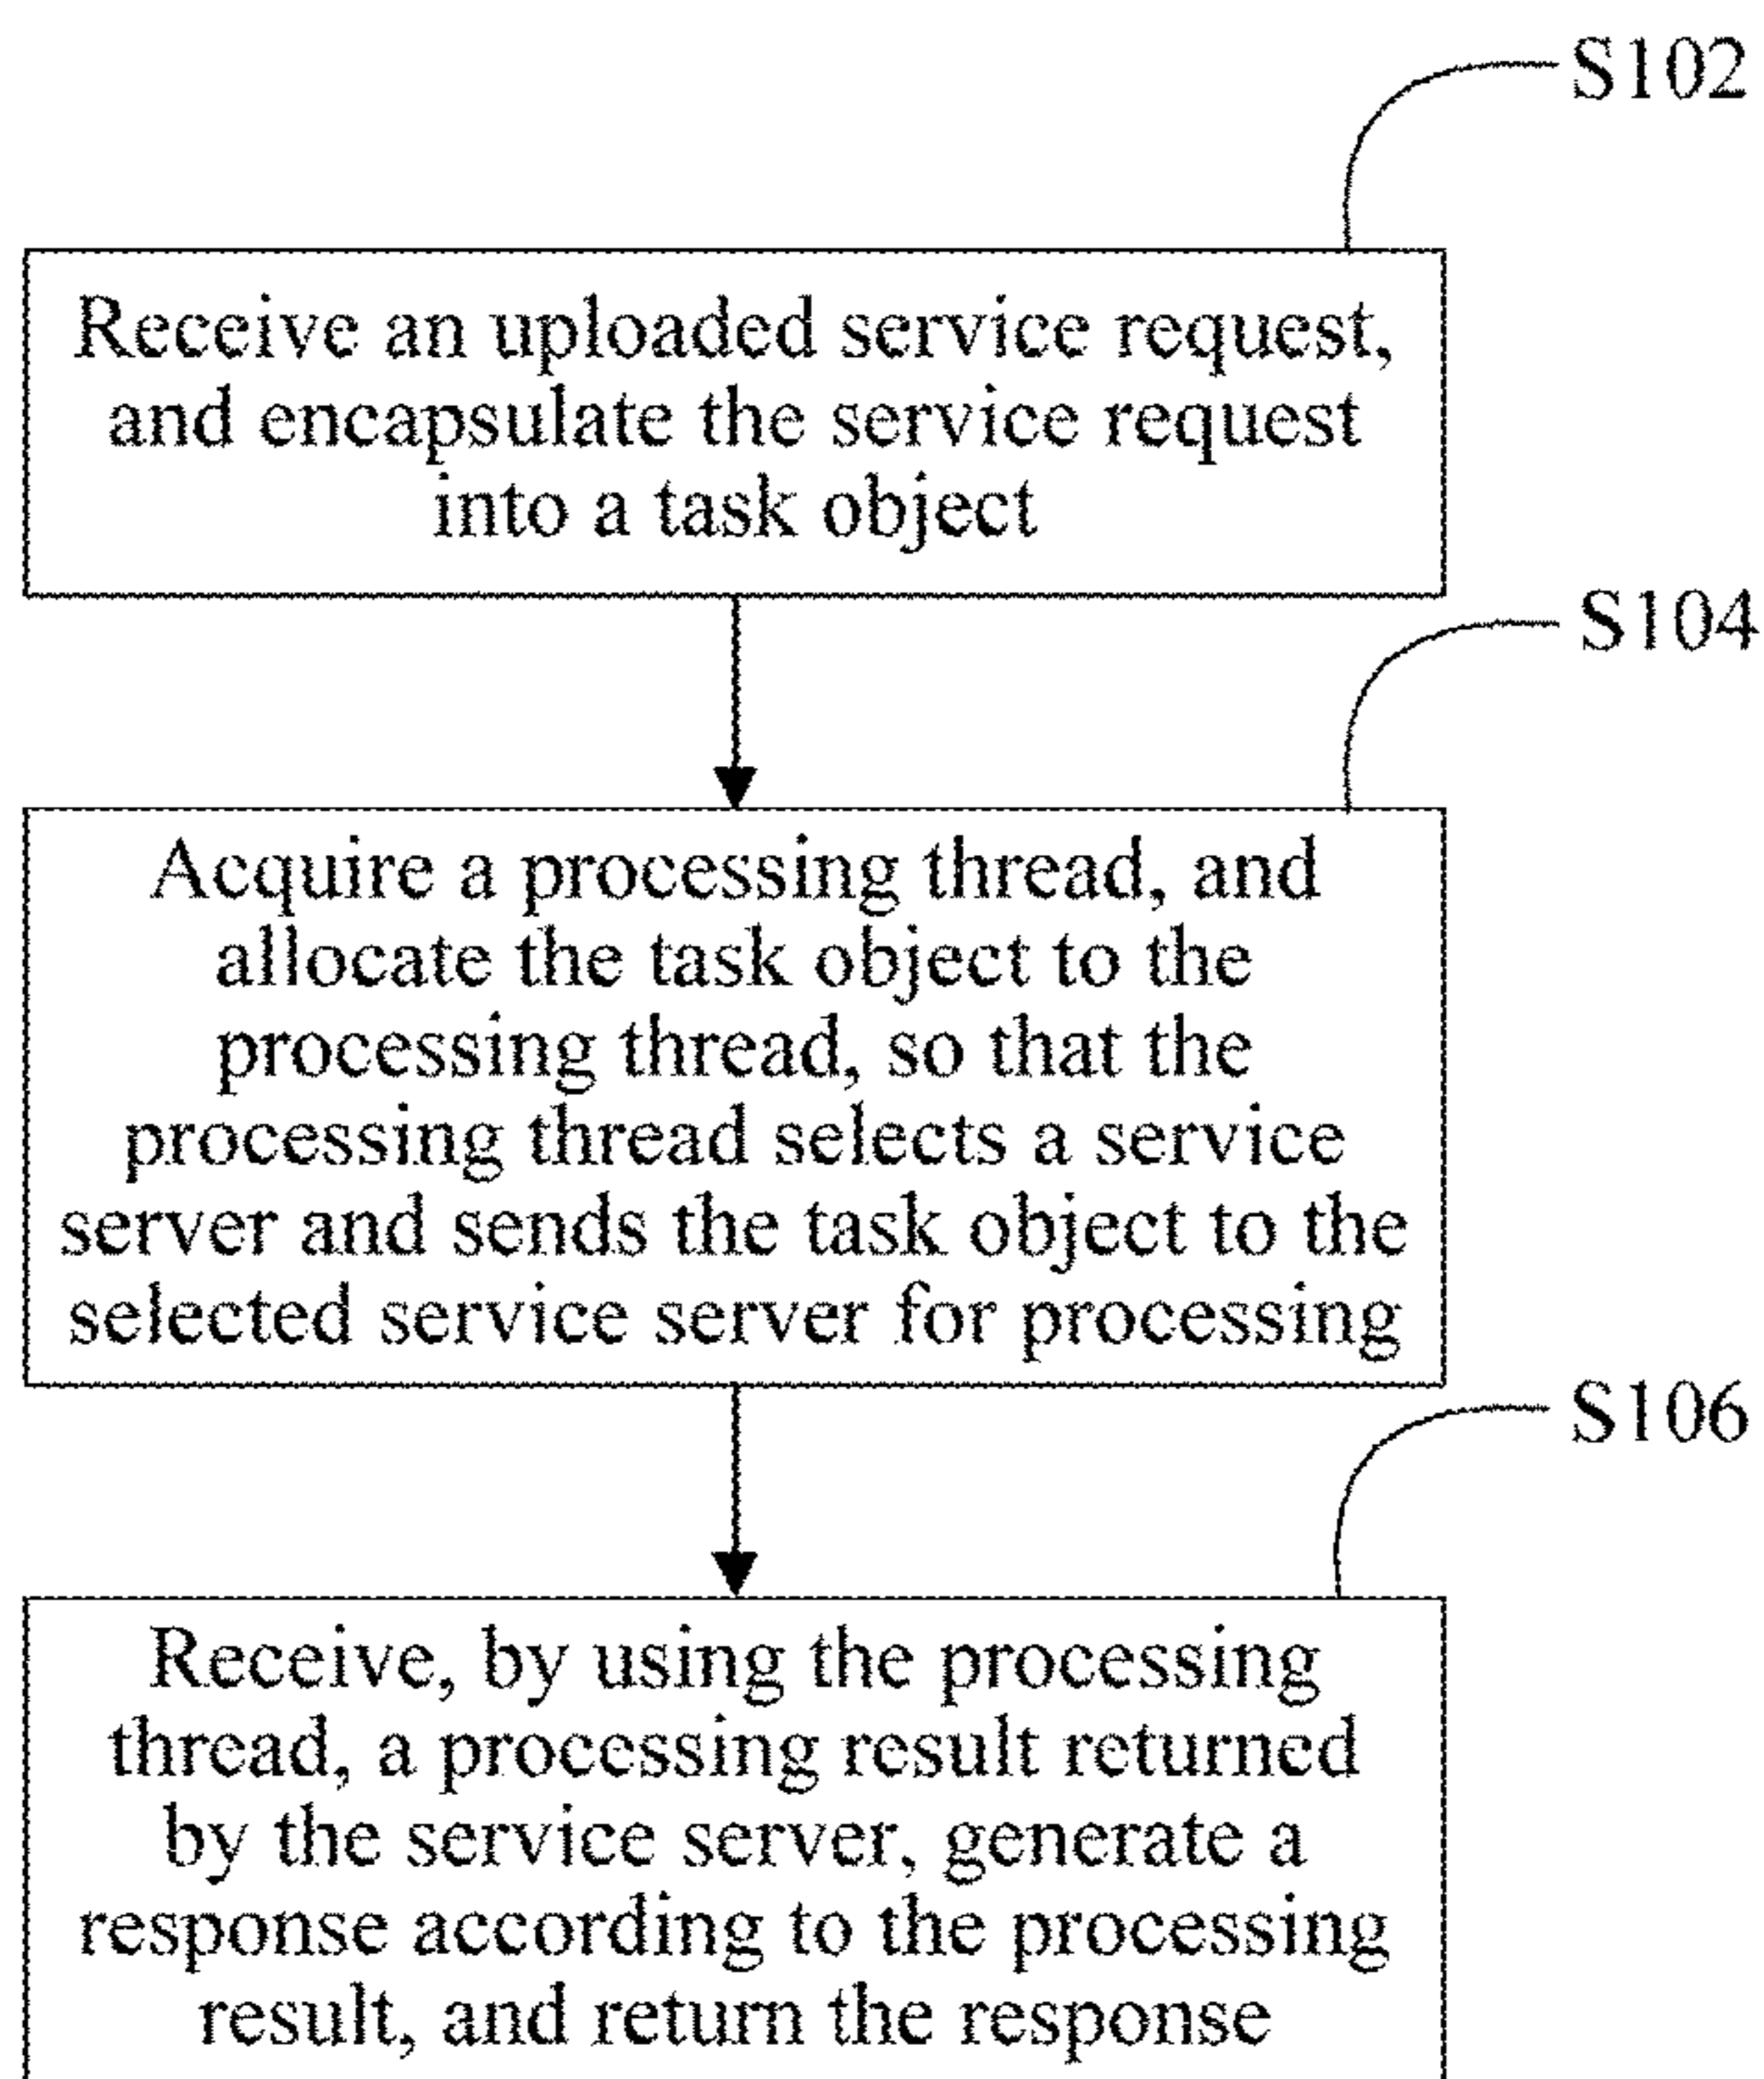 S102
Receive an uploaded service request,
and encapsulate the service request
into a task object
S104
Acquire a processing thread, and
allocate the task object to the
processing thread, so that the
processing thread selects a service
server and sends the task object to the
selected service server for processing
S106
Receive, by using the processing
thread, a processing result returned
by the service server, generate a
response according to the processing
result, and return the response